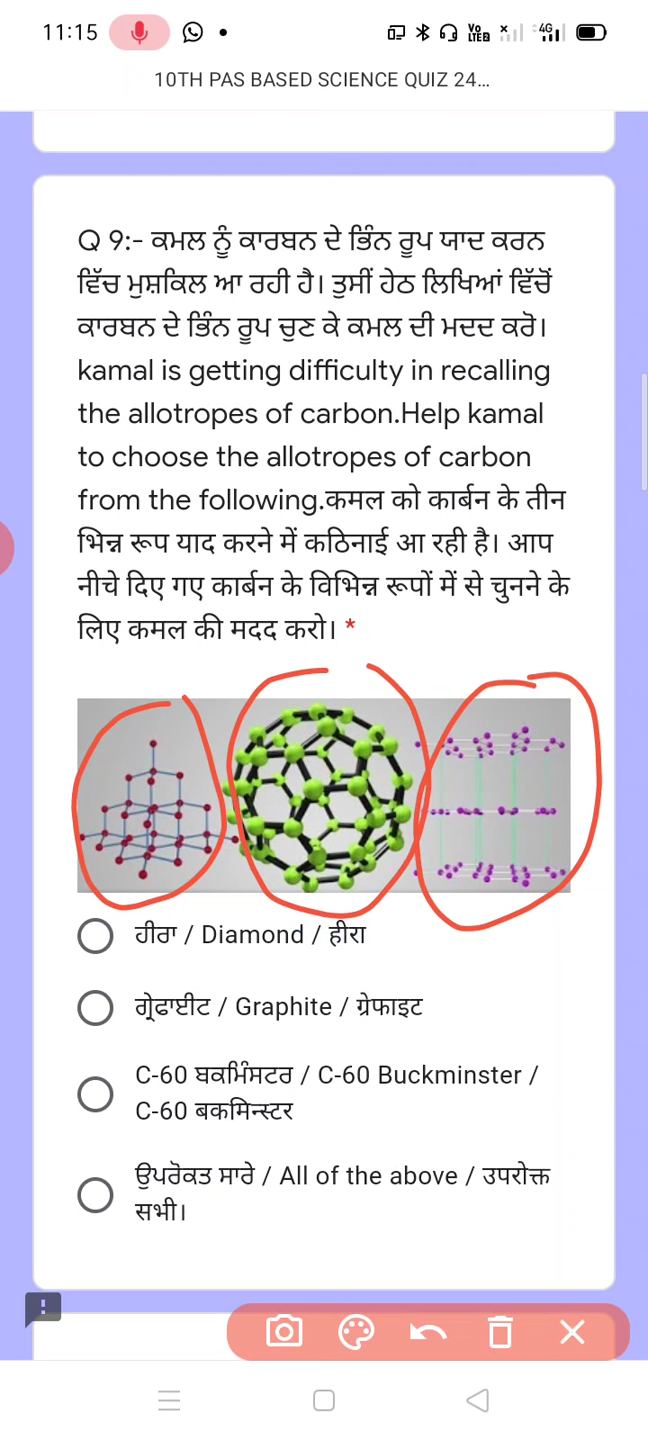 11:15
Vo
LTE2
4G
10TH PAS BASED SCIENCE QUIZ 24...
Q 9:- ਕਮਲ ਨੂੰ ਕਾਰਬਨ ਦੇ ਭਿੰਨ ਰੂਪ ਯਾਦ ਕਰਨ
ਵਿੱਚ ਮੁਸ਼ਕਿਲ ਆ ਰਹੀ ਹੈ। ਤੁਸੀਂ ਹੇਠ ਲਿਖਿਆਂ ਵਿੱਚੋਂ
ਕਾਰਬਨ ਦੇ ਭਿੰਨ ਰੂਪ ਚੁਣ ਕੇ ਕਮਲ ਦੀ ਮਦਦ ਕਰੋ।
kamal is getting difficulty in recalling
the allotropes of carbon.Help kamal
to choose the allotropes of carbon
from the following.कमल को कार्बन के तीन
भिन्न रूप याद करने में कठिनाई आ रही है। आप
नीचे दिए गए कार्बन के विभिन्न रूपों में से चुनने के
लिए कमल की मदद करो। *
ਹੀਰਾ / Diamond / हीरा
ਗ੍ਰੇਫਾਈਟ / Graphite / ग्रेफाइट
C-60 ਬਕਮਿੰਸਟਰ / C-60 Buckminster /
C-60 बकमिन्स्टर
ਉਪਰੋਕਤ ਸਾਰੇ / All of the above / उपरोक्त
सभी।